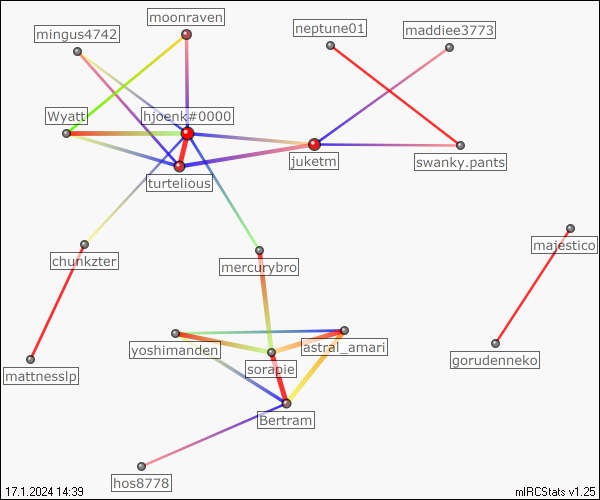 moonraven
neptune01
maddiee3773
mingus4742
Wyatt
hjoenk#0000
juketm
swanky.pants
turtelious
majestico
chunkzter
mercurybro
yoshimanden
astral_amari
gorudenneko
sorapie
mattnesslp
Bertram
hos8778
17.1.2024 14:39
mIRCStats v1.25